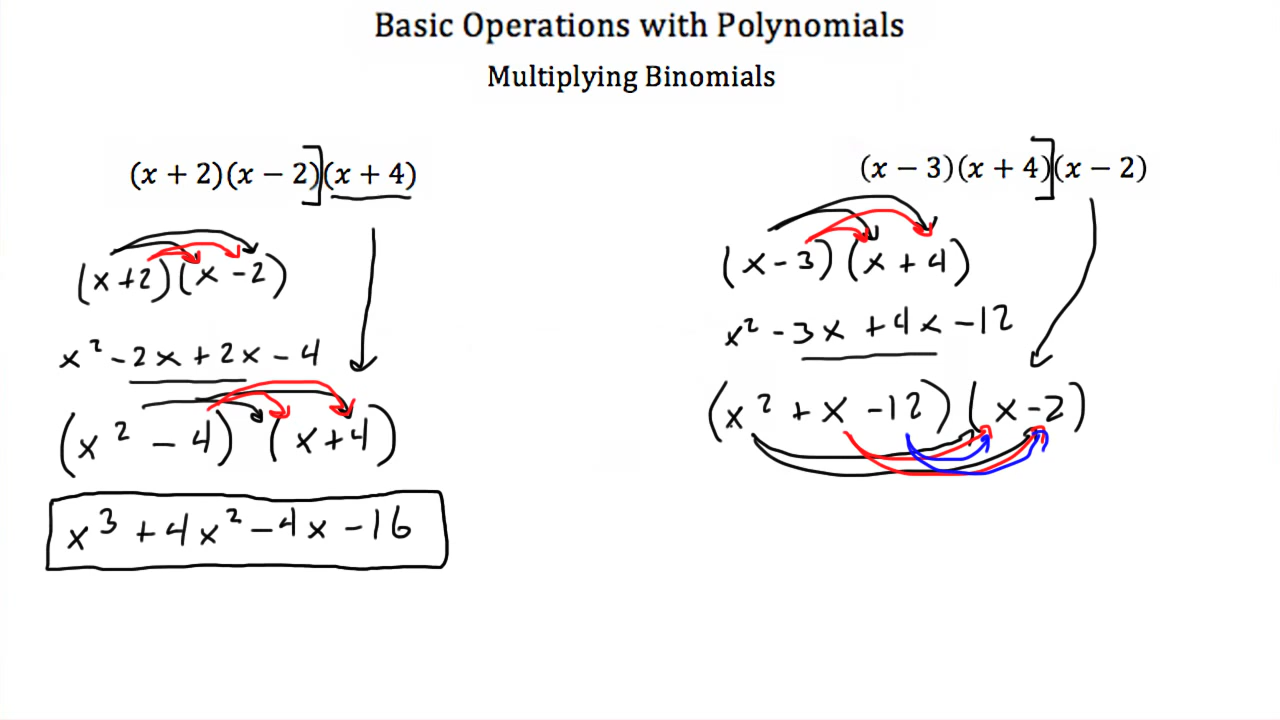 Basic Operations with Polynomials
Multiplying Binomials
(x + 2)(x − 2)](x + 4)
(x+2)(x −2)
x² −2x +2x − 4
(x² − 4) (x+4)
x³ + 4x² − 4x − 16
(x − 3)(x + 4)](x − 2)
(x − 3)(x + 4)
x² − 3x + 4x − 12
(x² + x − 12)(x − 2)